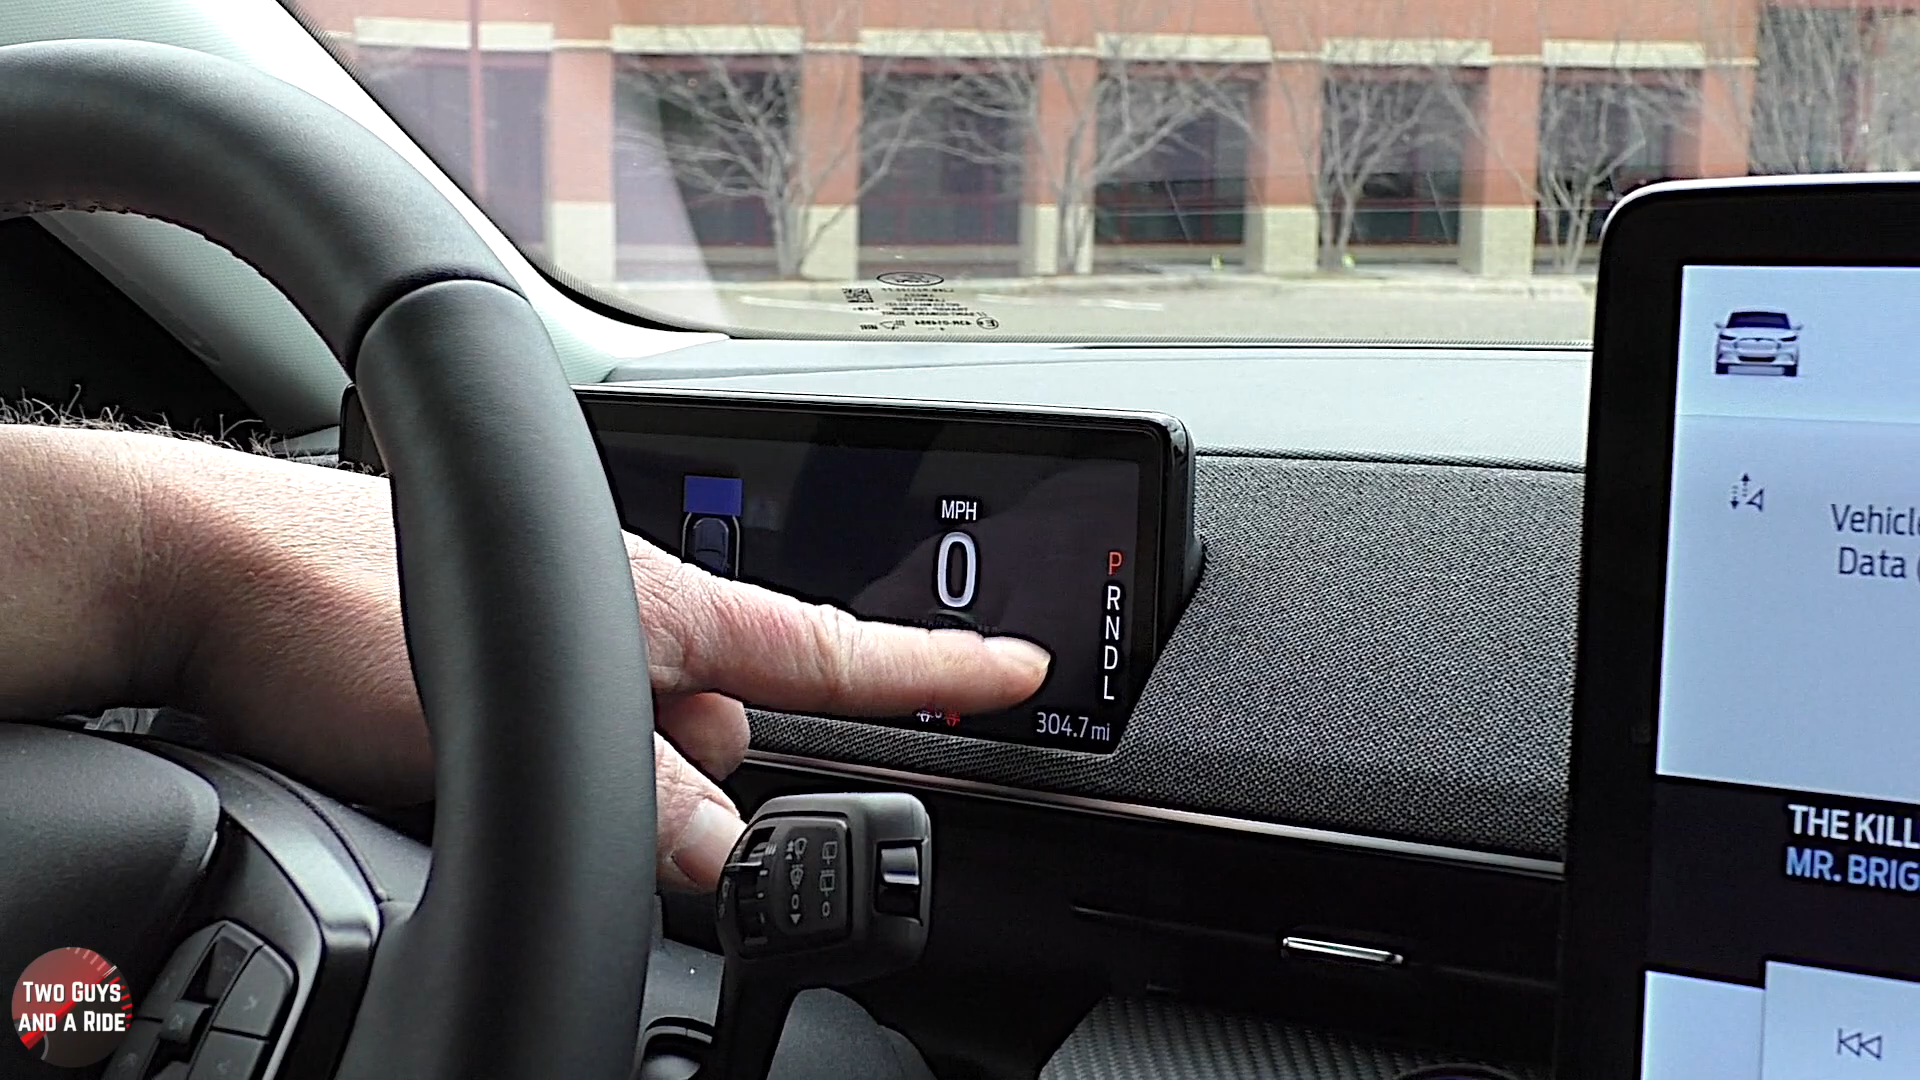 MPH
0
P
R
N
D
L
304.7 mi
Vehicl
Data (
THE KILL
MR. BRIG
TWO GUYS
AND A RIDE